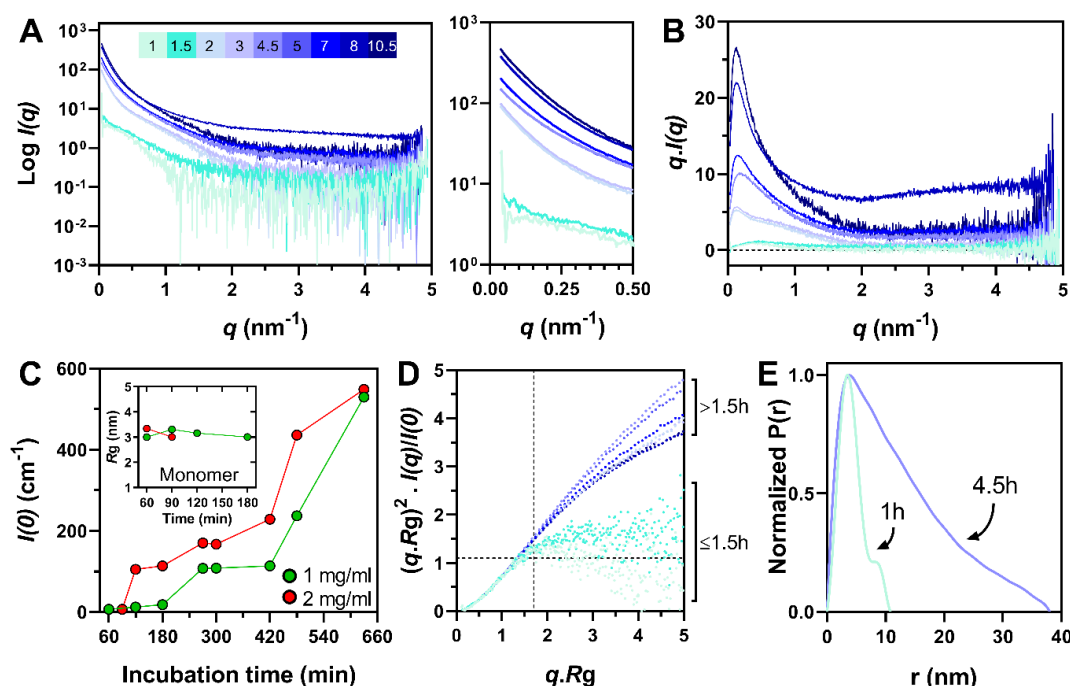 A
Log I(q)
10³
10²
10¹
10⁰
10⁻¹
10⁻²
10⁻³
1 1.5 2 3 4.5 5 7 8 10.5
0 1 2 3 4 5
q (nm⁻¹)
10³
10²
10¹
10⁰
0.00 0.25 0.50
q (nm⁻¹)
B
q.I(q)
30
25
20
15
10
5
0
0 1 2 3 4 5
q (nm⁻¹)
C
I(0) (cm⁻¹)
600
500
400
300
200
100
0
Rg (nm)
5
4
3
2
1
Monomer
60 90 120 150 180
Time (min)
1 mg/ml
2 mg/ml
60 180 300 420 540 660
Incubation time (min)
D
(q.Rg)² . I(q)/I(0)
5
4
3
2
1
0
>1.5h
≤1.5h
0 1 2 3 4 5
q.Rg
E
Normalized P(r)
1.0
0.5
0.0
1h
4.5h
0 10 20 30 40
r (nm)